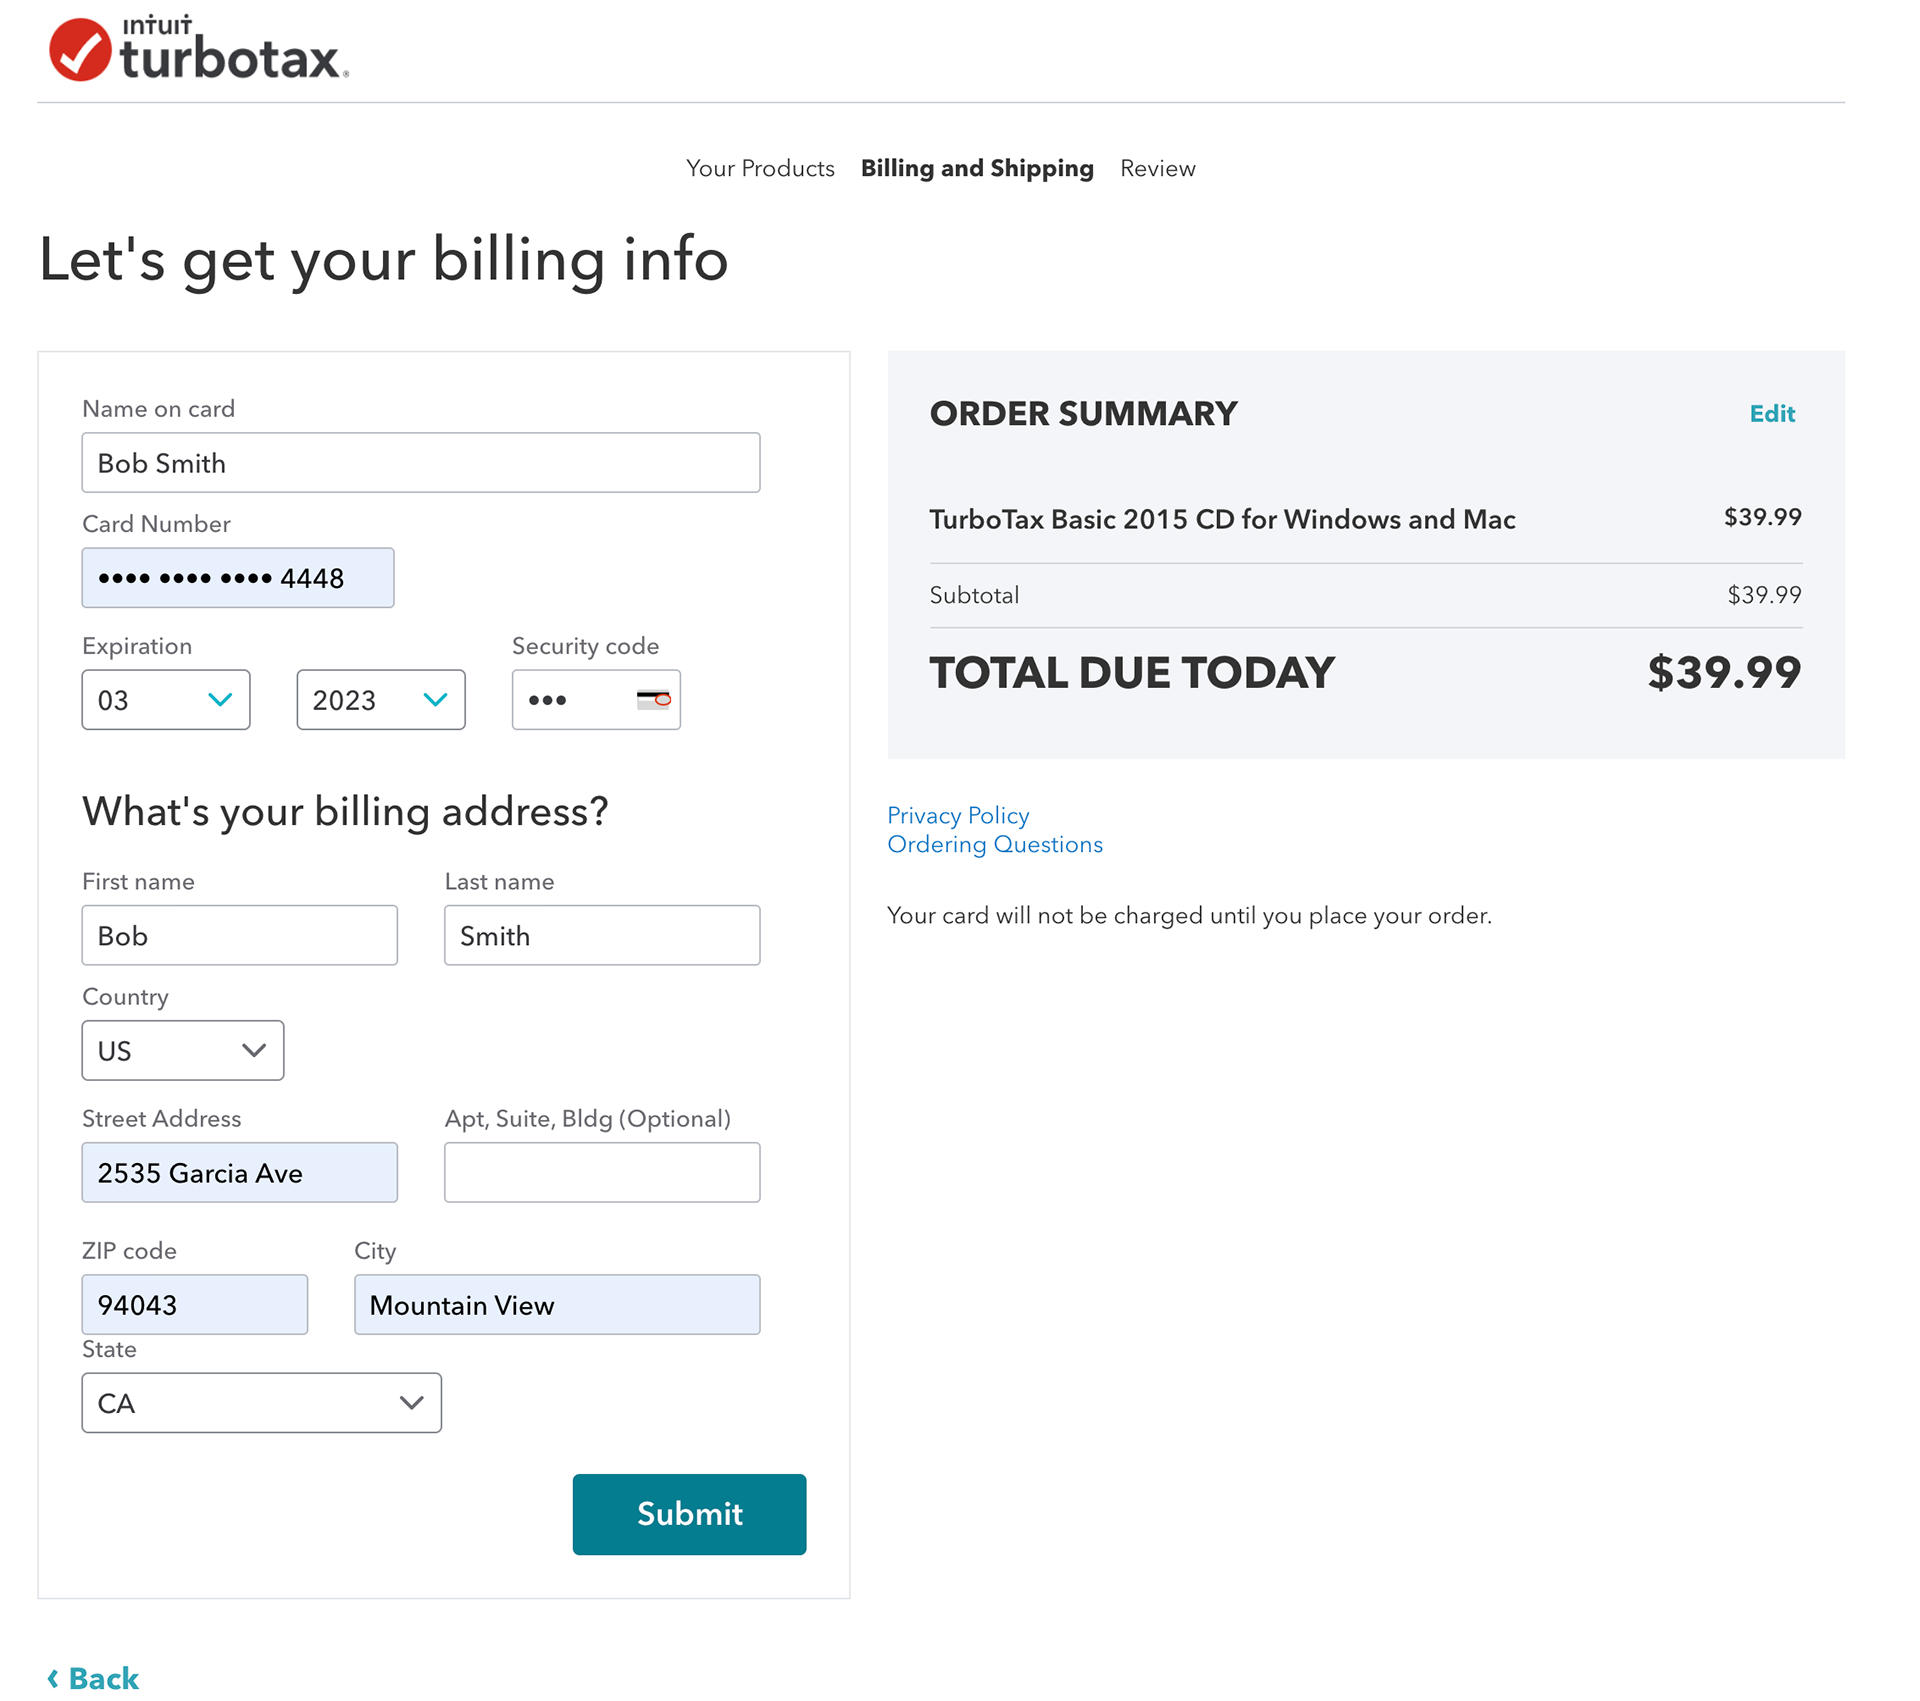 intuit
turbotax®
Your Products Billing and Shipping Review
Let's get your billing info
Name on card
Bob Smith
Card Number
•••• •••• •••• 4448
Expiration Security code
03 2023 •••
What's your billing address?
First name Last name
Bob Smith
Country
US
Street Address Apt, Suite, Bldg (Optional)
2535 Garcia Ave
ZIP code City
94043 Mountain View
State
CA
Submit
‹ Back
ORDER SUMMARY Edit
TurboTax Basic 2015 CD for Windows and Mac $39.99
Subtotal $39.99
TOTAL DUE TODAY $39.99
Privacy Policy
Ordering Questions
Your card will not be charged until you place your order.